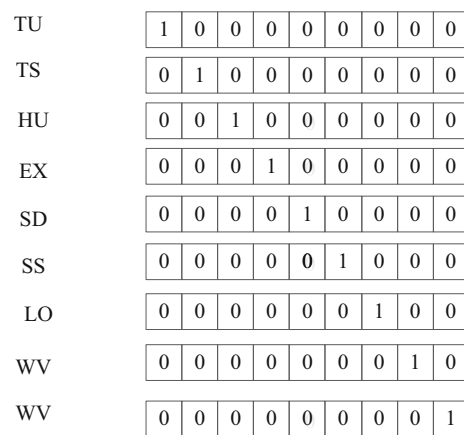 TU 1 0 0 0 0 0 0 0 0
TS 0 1 0 0 0 0 0 0 0
HU 0 0 1 0 0 0 0 0 0
EX 0 0 0 1 0 0 0 0 0
SD 0 0 0 0 1 0 0 0 0
SS 0 0 0 0 0 1 0 0 0
LO 0 0 0 0 0 0 1 0 0
WV 0 0 0 0 0 0 0 1 0
WV 0 0 0 0 0 0 0 0 1